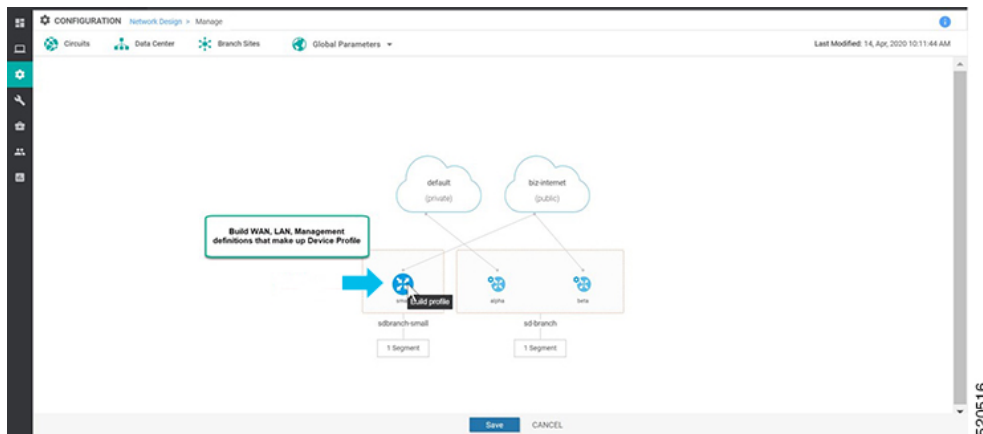 CONFIGURATION Network Design > Manage
Circuits Data Center Branch Sites Global Parameters Last Modified: 14, Apr, 2020 10:11:44 AM
default
(private)
biz-internet
(public)
Build WAN, LAN, Management
definitions that make up Device Profile
Build profile
alpha
beta
sdbranch-small
sd-branch
1 Segment
1 Segment
Save CANCEL
520516